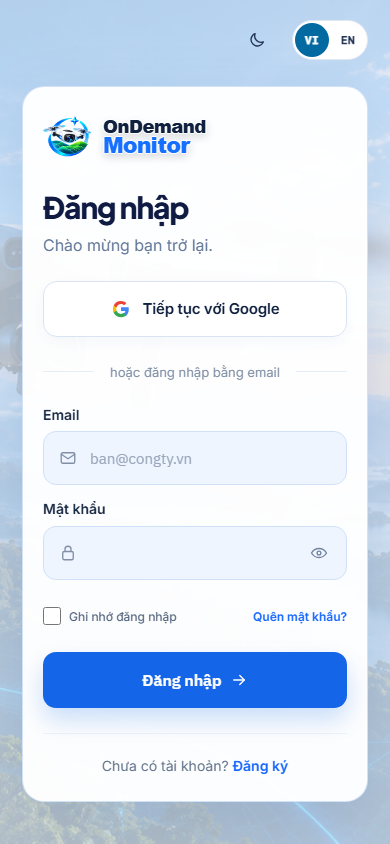 VI EN
OnDemand
Monitor
Đăng nhập
Chào mừng bạn trở lại.
Tiếp tục với Google
hoặc đăng nhập bằng email
Email
ban@congty.vn
Mật khẩu
Ghi nhớ đăng nhập Quên mật khẩu?
Đăng nhập →
Chưa có tài khoản? Đăng ký